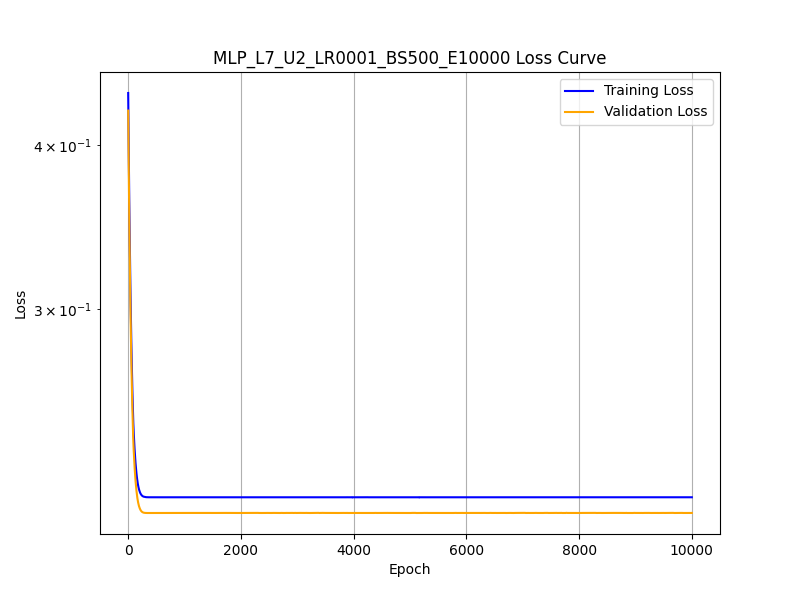 MLP_L7_U2_LR0001_BS500_E10000 Loss Curve
Training Loss
Validation Loss
4 × 10⁻¹
3 × 10⁻¹
Loss
0 2000 4000 6000 8000 10000
Epoch